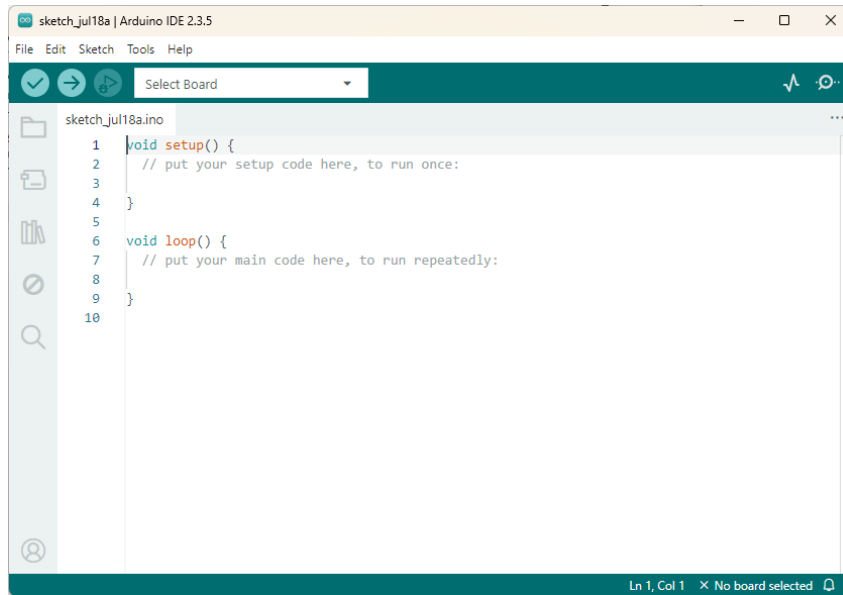 sketch_jul18a | Arduino IDE 2.3.5
File Edit Sketch Tools Help
Select Board
sketch_jul18a.ino
1 void setup() {
2 // put your setup code here, to run once:
3
4 }
5
6 void loop() {
7 // put your main code here, to run repeatedly:
8
9 }
10
Ln 1, Col 1 × No board selected